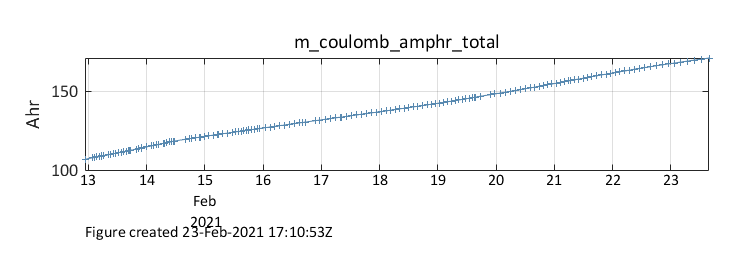 m_coulomb_amphr_total
Ahr
150
100
13 14 15 16 17 18 19 20 21 22 23
Feb
2021
Figure created 23-Feb-2021 17:10:53Z